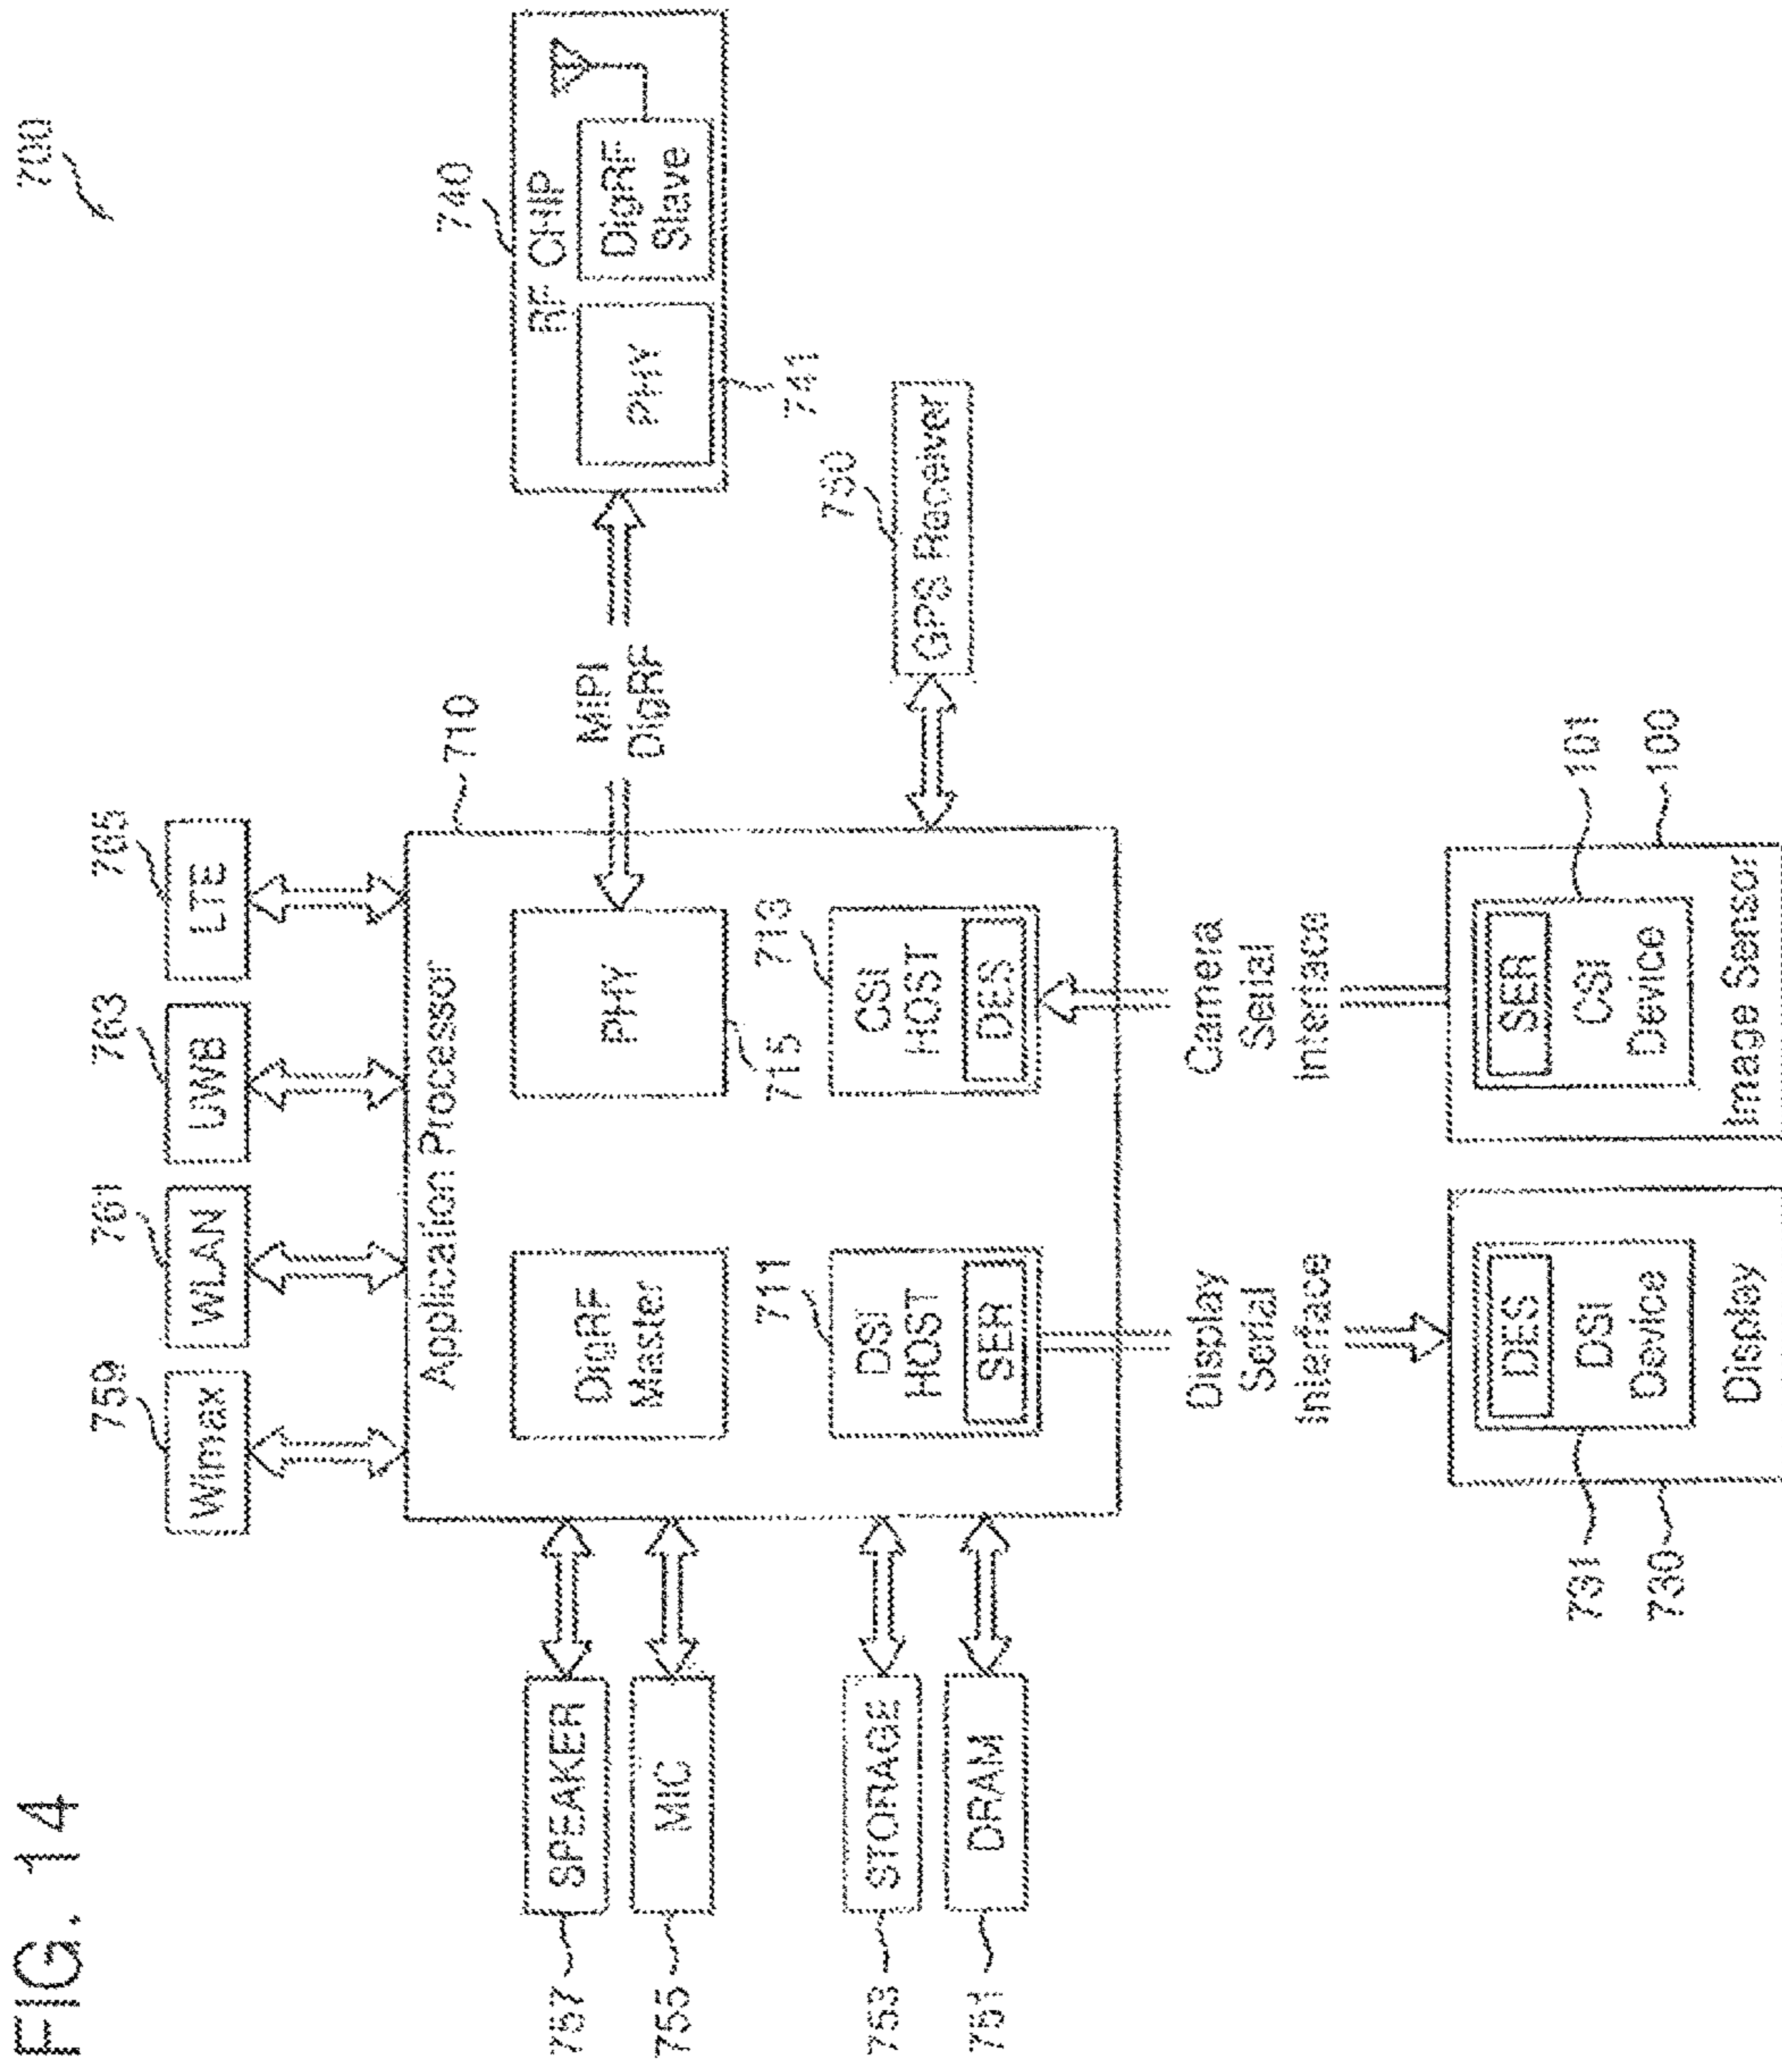 FIG. 14
700
759
761
763
765
Wimax
WLAN
UWB
LTE
710
740
Application Processor
757
SPEAKER
755
MIC
DigRF
Master
PHY
715
MIPI
DigRF
RF CHIP
PHY
DigRF
Slave
741
753
STORAGE
751
DRAM
711
DSI
HOST
SER
713
CSI
HOST
DES
GPS Receiver
Display
Serial
Interface
Camera
Serial
Interface
731
730
DES
DSI
Device
Display
SER
CSI
Device
Image Sensor
101
100